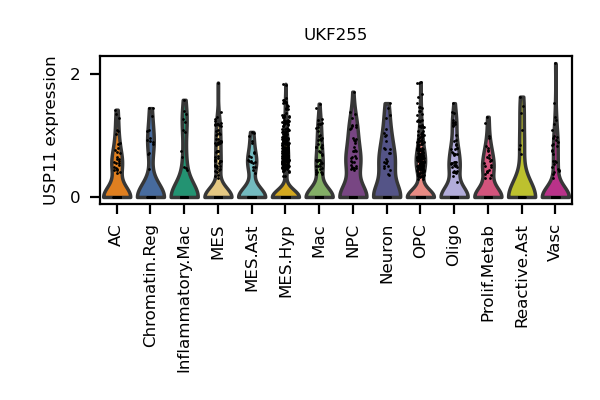 UKF255
USP11 expression
2
0
AC
Chromatin.Reg
Inflammatory.Mac
MES
MES.Ast
MES.Hyp
Mac
NPC
Neuron
OPC
Oligo
Prolif.Metab
Reactive.Ast
Vasc